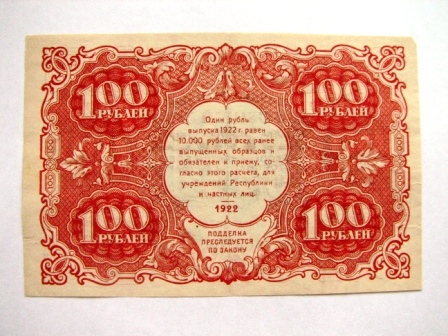 100 100
РУБЛЕЙ РУБЛЕЙ
Один рубль
выпуска 1922 г. равен
10.000 рублей всех ранее
выпущенных образцов и
обязателен к приему, со-
гласно этого расчета, для
учреждений Республики
и частных лиц.
1922
100 100
РУБЛЕЙ РУБЛЕЙ
ПОДДЕЛКА
ПРЕСЛЕДУЕТСЯ
ПО ЗАКОНУ